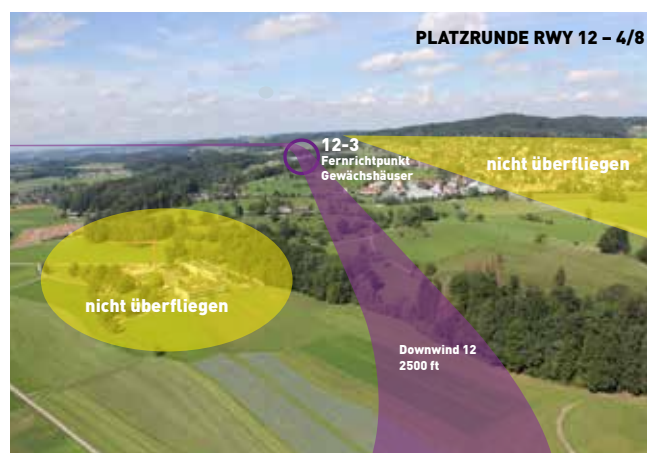 PLATZRUNDE RWY 12 – 4/8
12-3
Fernrichtpunkt
Gewächshäuser
nicht überfliegen
nicht überfliegen
Downwind 12
2500 ft